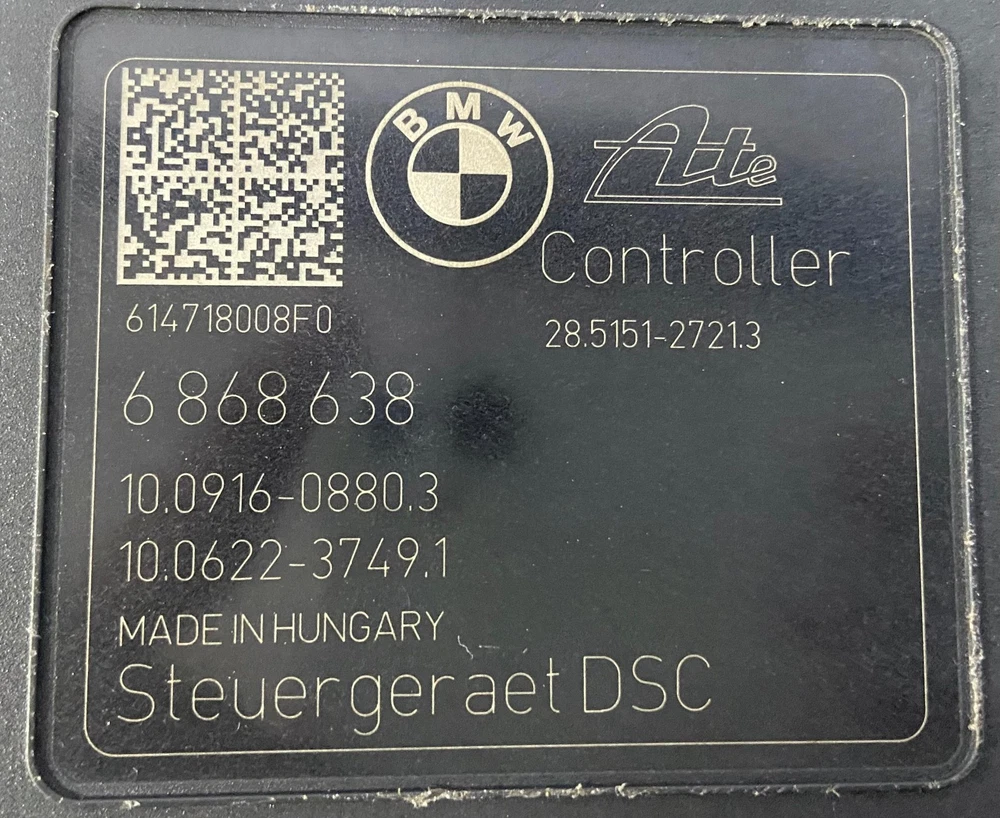 BMW
Ate
Controller
614718008F0
28.5151-2721.3
6 868 638
10.0916-0880.3
10.0622-3749.1
MADE IN HUNGARY
Steuergeraet DSC